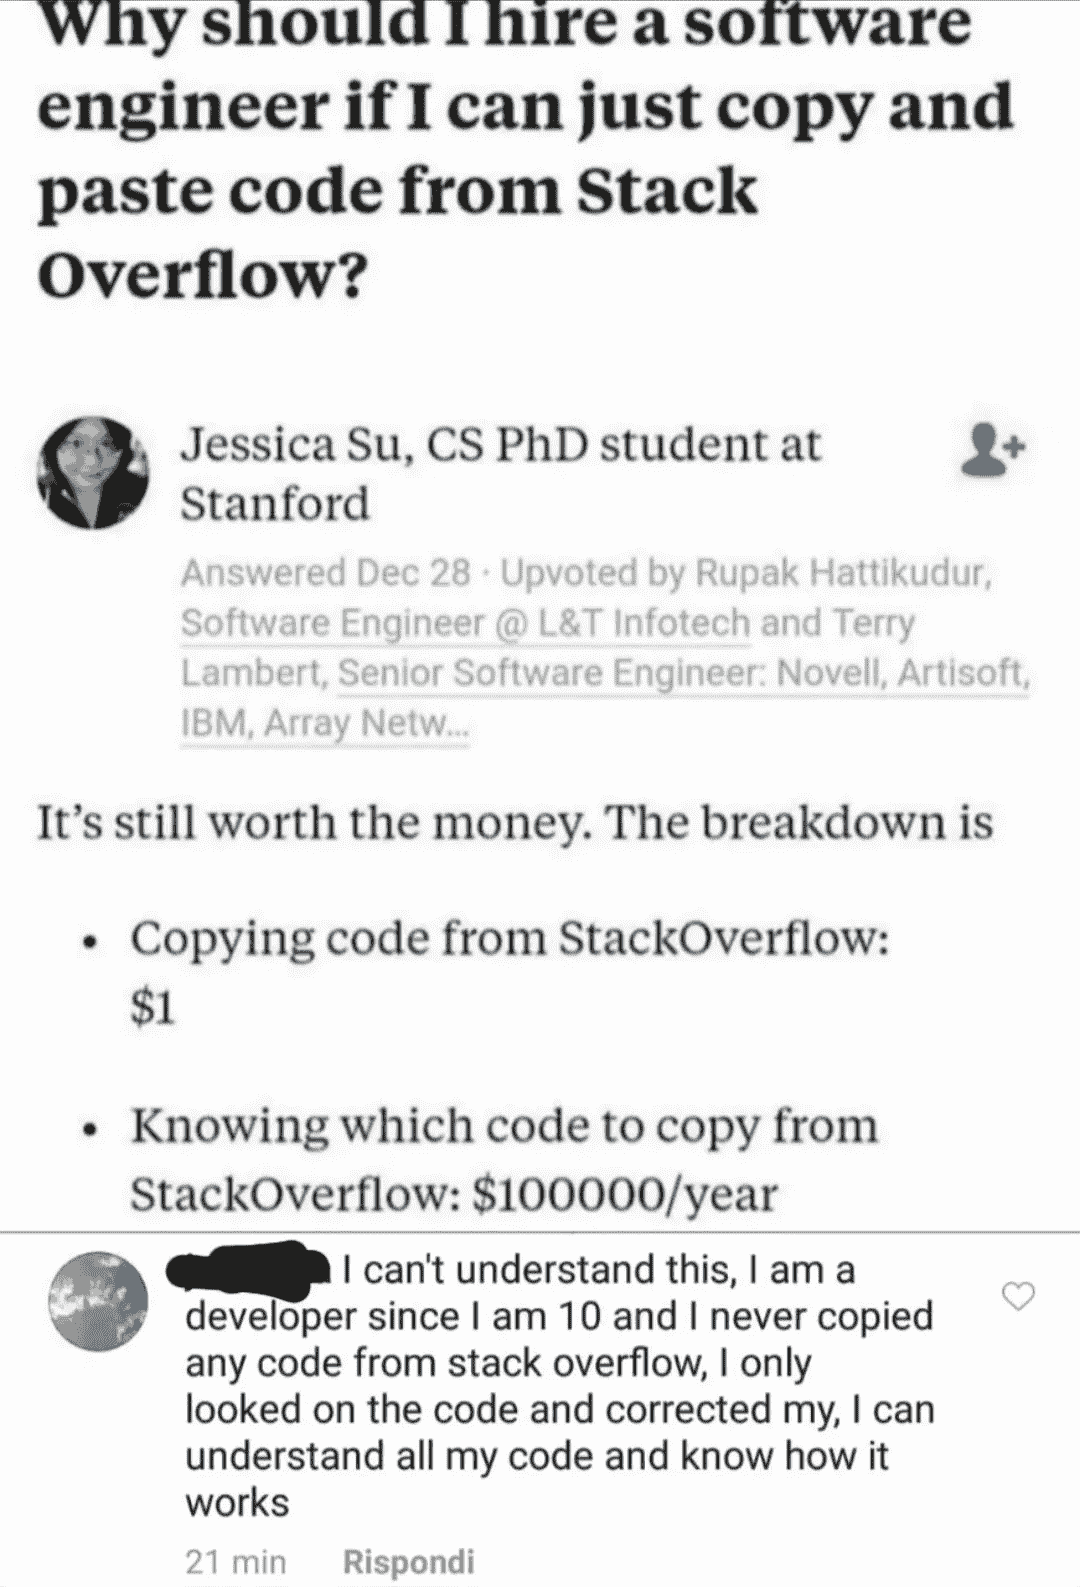 Why should I hire a software
engineer if I can just copy and
paste code from Stack
Overflow?
Jessica Su, CS PhD student at
Stanford
Answered Dec 28 · Upvoted by Rupak Hattikudur,
Software Engineer @ L&T Infotech and Terry
Lambert, Senior Software Engineer: Novell, Artisoft,
IBM, Array Netw...
It's still worth the money. The breakdown is
• Copying code from StackOverflow:
$1
• Knowing which code to copy from
StackOverflow: $100000/year
I can't understand this, I am a
developer since I am 10 and I never copied
any code from stack overflow, I only
looked on the code and corrected my, I can
understand all my code and know how it
works
21 min Rispondi